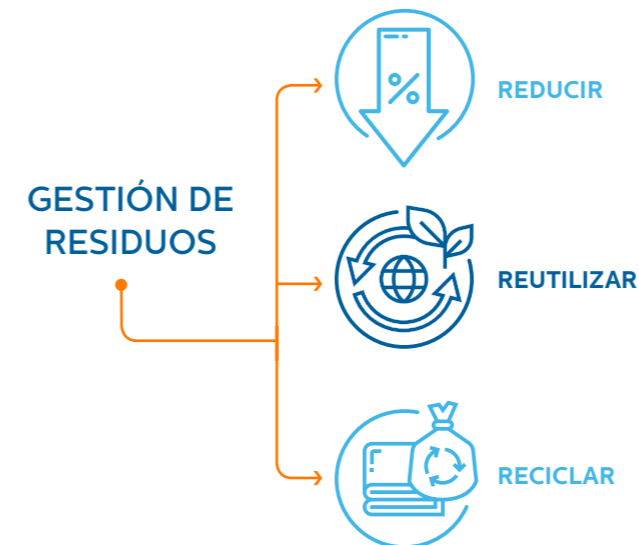 GESTIÓN DE
RESIDUOS
%
REDUCIR
REUTILIZAR
RECICLAR